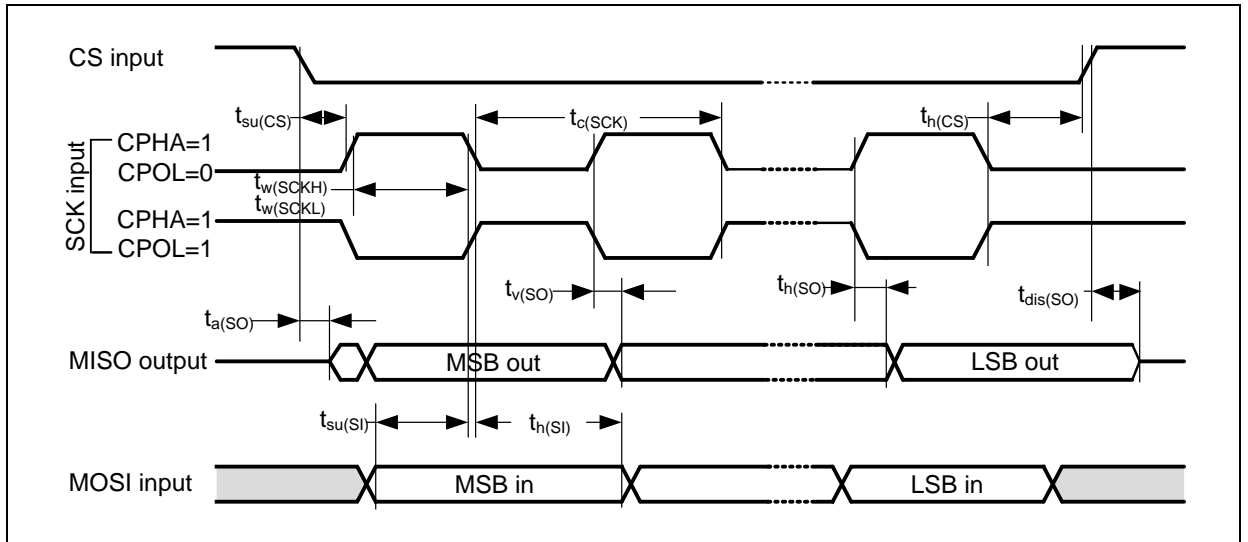 CS input
tsu(CS)
tc(SCK)
th(CS)
SCK input
CPHA=1
CPOL=0
tw(SCKH)
tw(SCKL)
CPHA=1
CPOL=1
tv(SO)
th(SO)
tdis(SO)
ta(SO)
MISO output
MSB out
LSB out
tsu(SI)
th(SI)
MOSI input
MSB in
LSB in